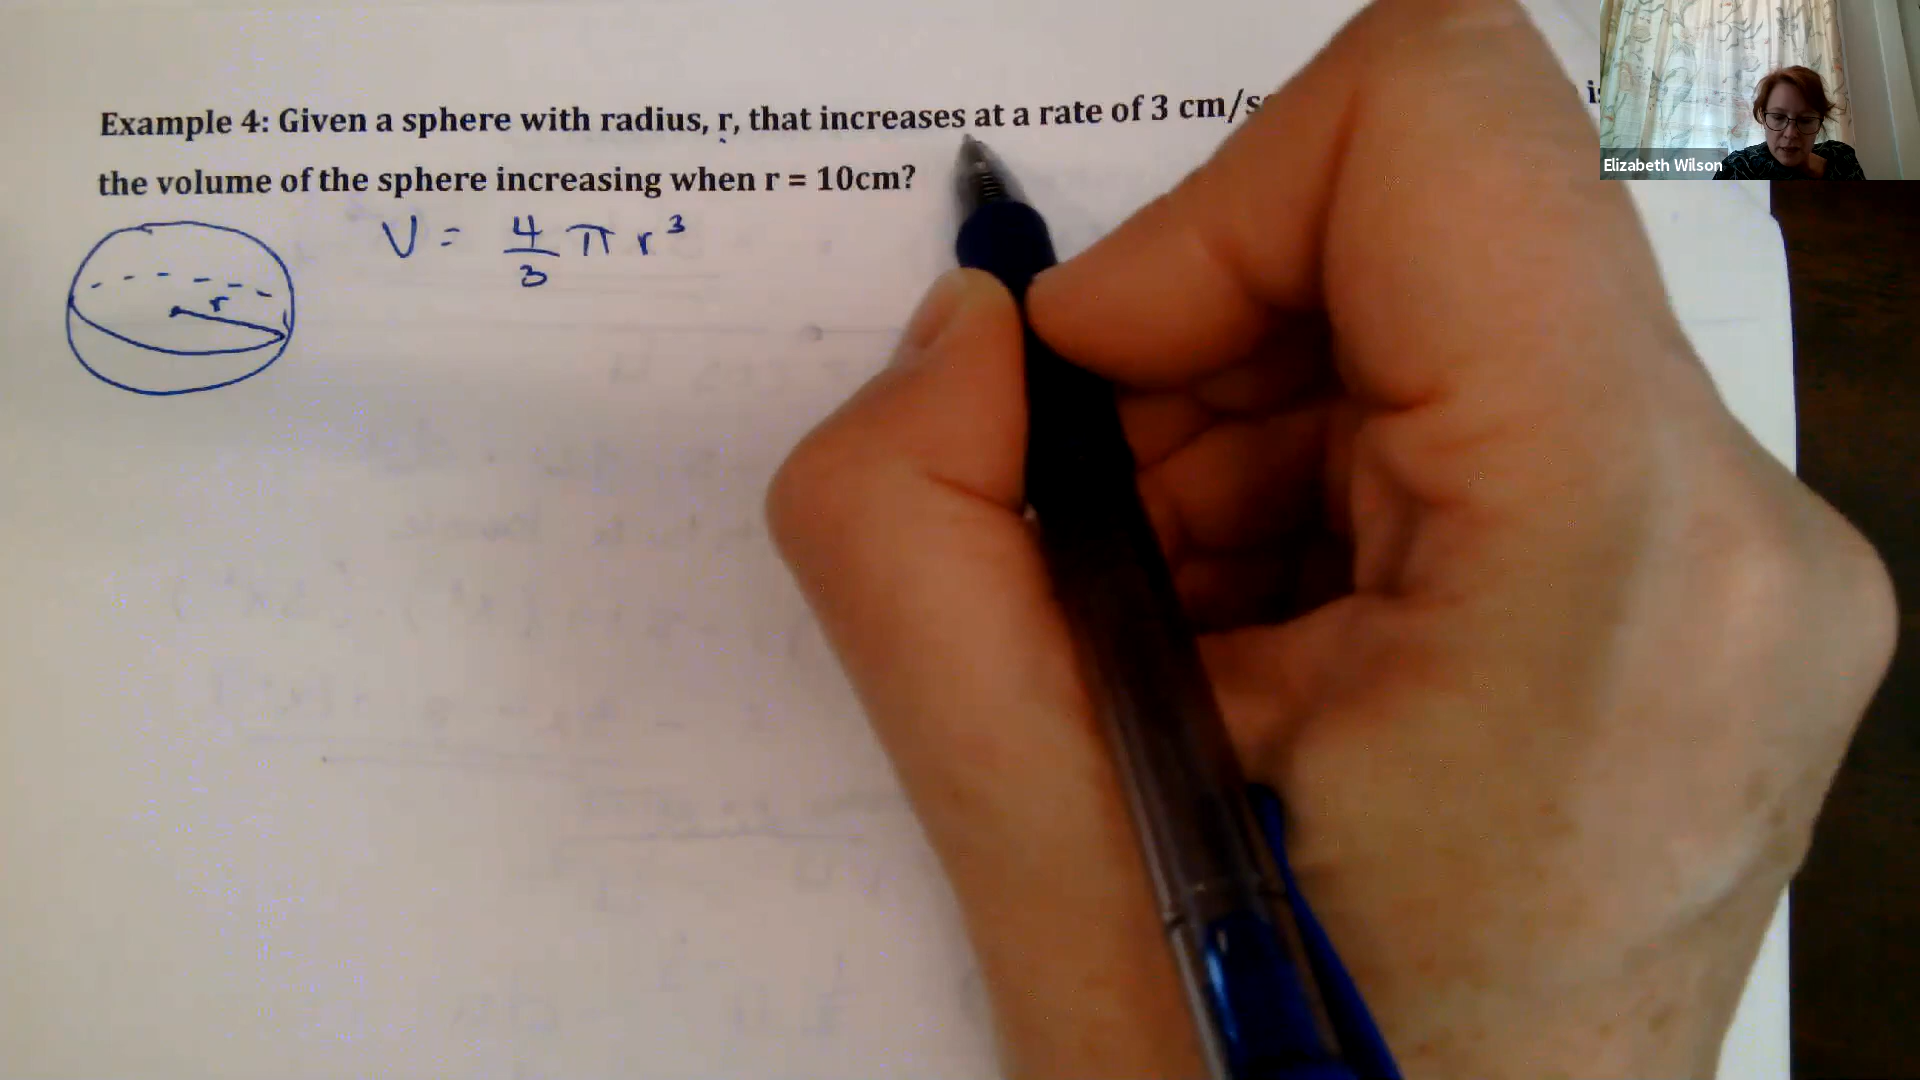 Example 4: Given a sphere with radius, r, that increases at a rate of 3 cm/s
the volume of the sphere increasing when r = 10cm?
V = 4/3 π r³
r
Elizabeth Wilson